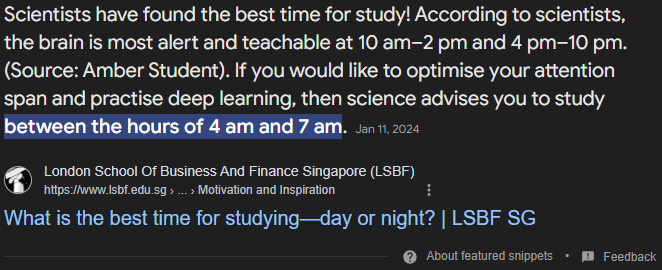 Scientists have found the best time for study! According to scientists,
the brain is most alert and teachable at 10 am–2 pm and 4 pm–10 pm.
(Source: Amber Student). If you would like to optimise your attention
span and practise deep learning, then science advises you to study
between the hours of 4 am and 7 am. Jan 11, 2024
London School Of Business And Finance Singapore (LSBF)
https://www.lsbf.edu.sg › ... › Motivation and Inspiration
What is the best time for studying—day or night? | LSBF SG
About featured snippets • Feedback